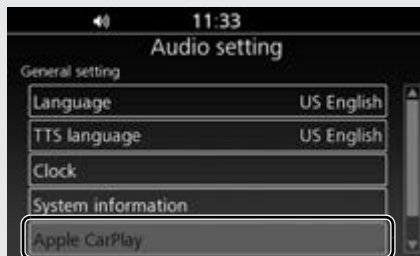 11:33
Audio setting
General setting
Language US English
TTS language US English
Clock
System information
Apple CarPlay